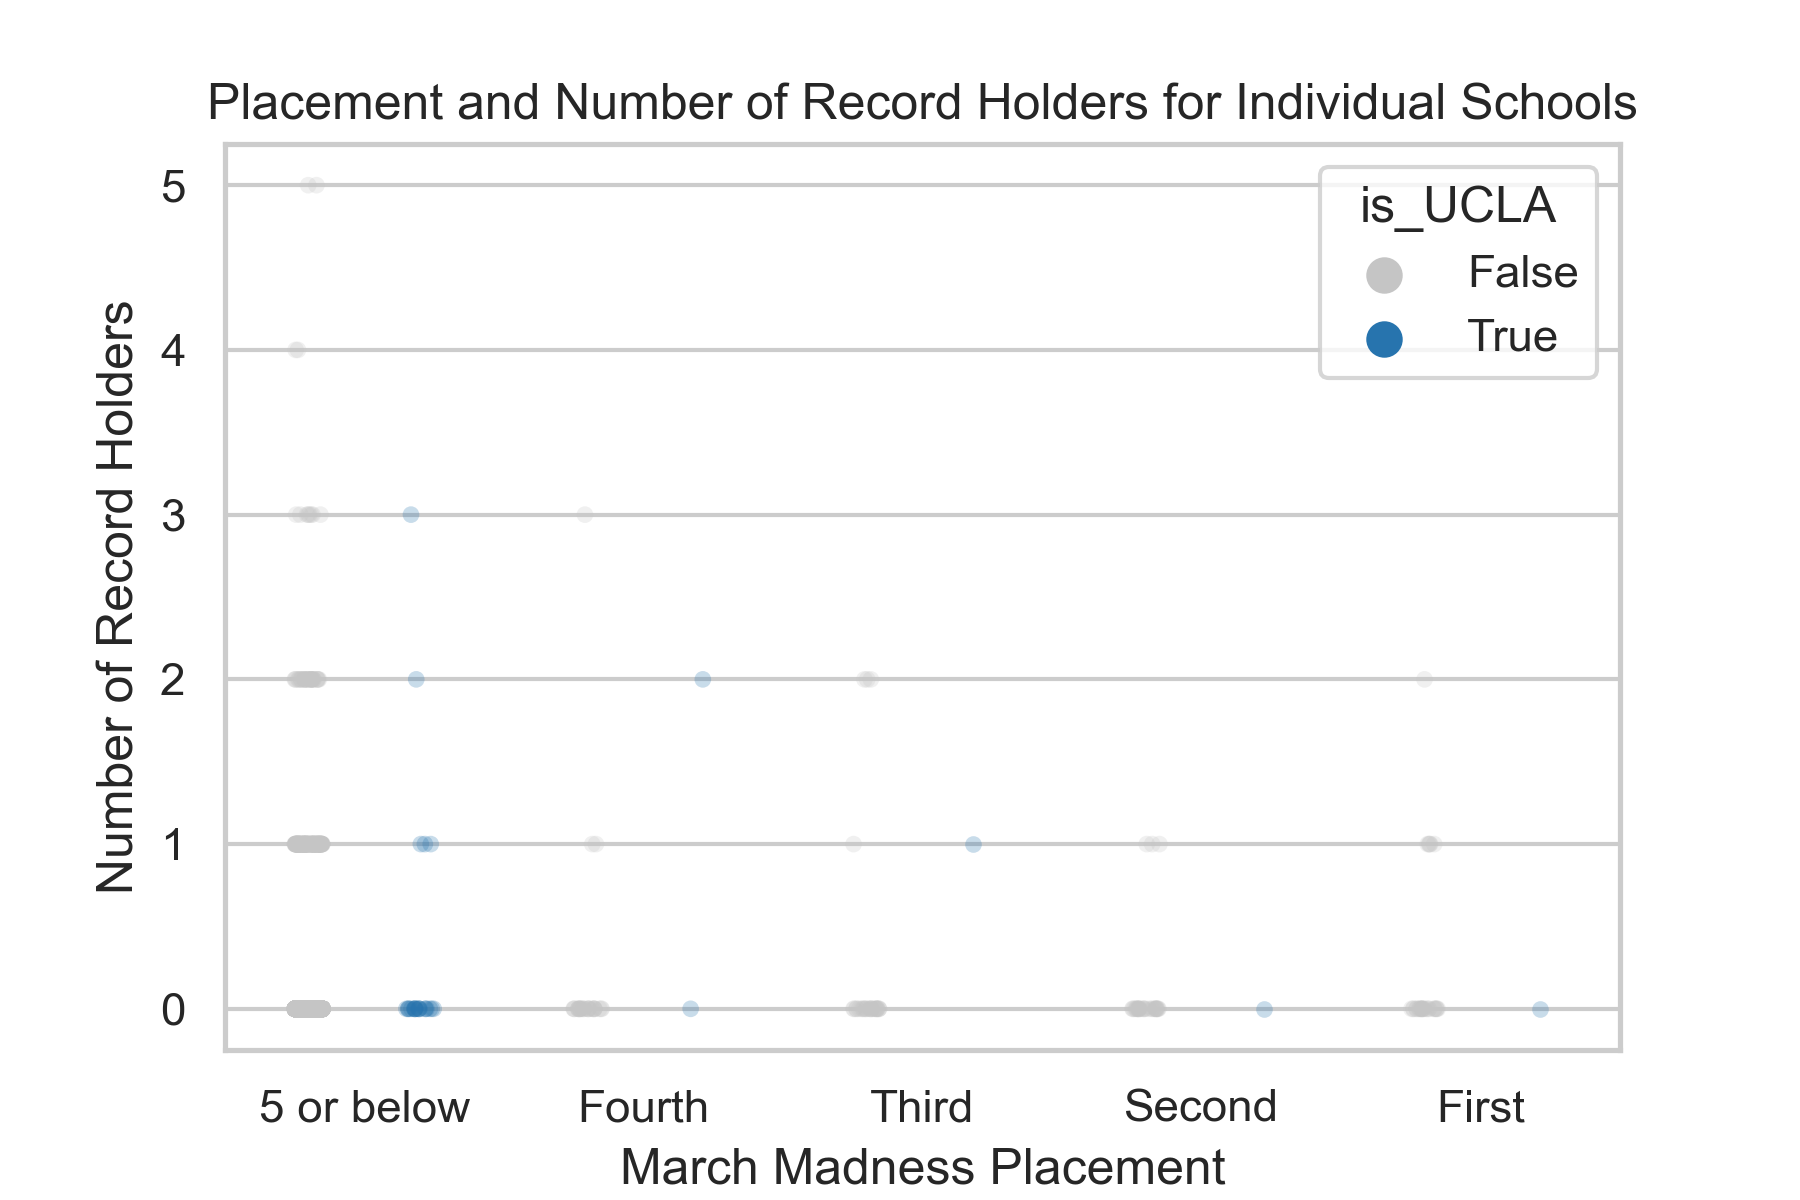 Placement and Number of Record Holders for Individual Schools
is_UCLA
False
True
Number of Record Holders
5
4
3
2
1
0
5 or below
Fourth
Third
Second
First
March Madness Placement